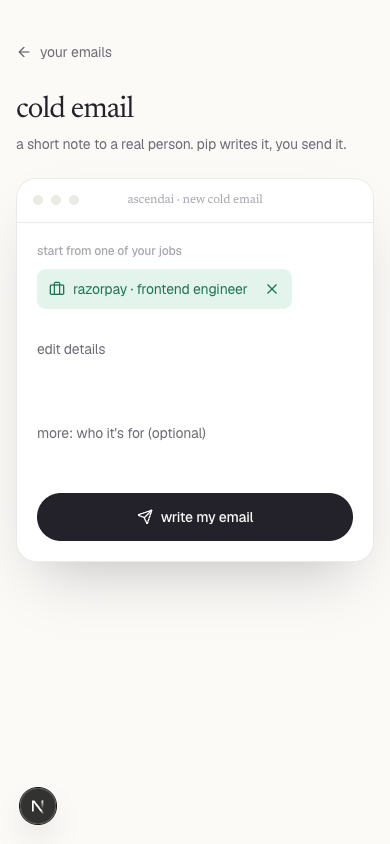 your emails
cold email
a short note to a real person. pip writes it, you send it.
ascendai · new cold email
start from one of your jobs
razorpay · frontend engineer
edit details
more: who it's for (optional)
write my email
N